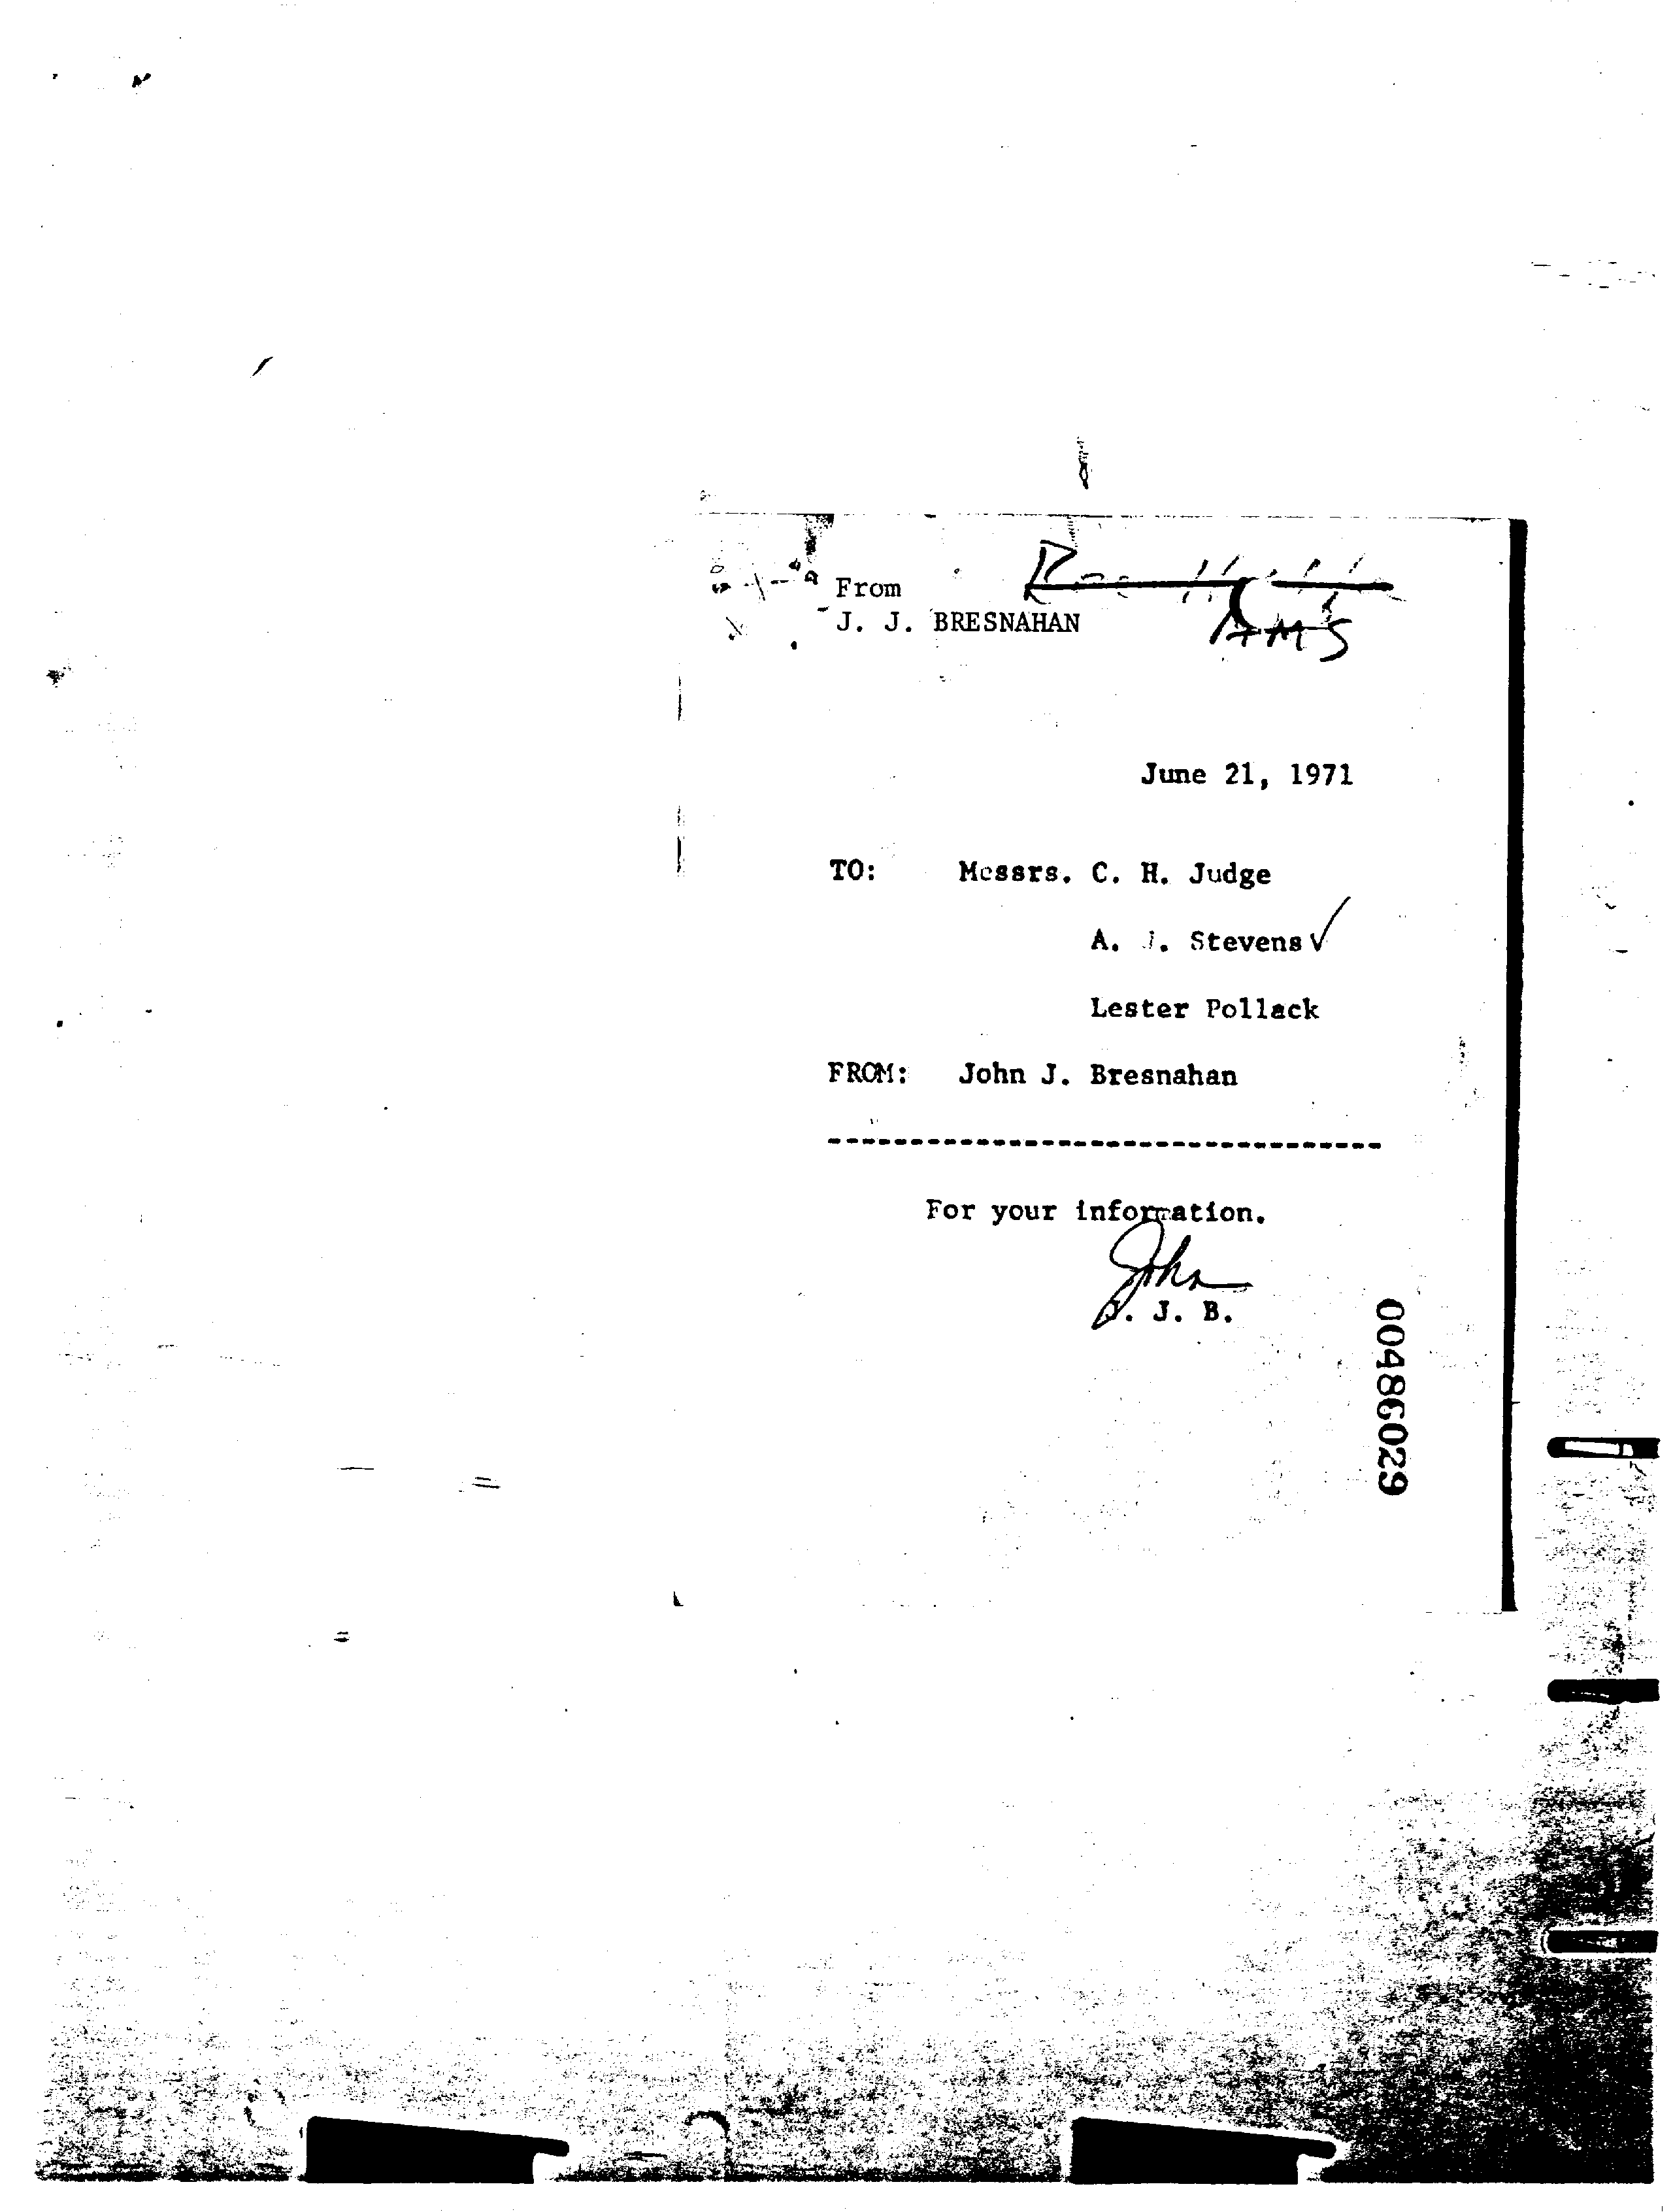 From
J. J. BRESNAHAN
AMS
June 21, 1971
TO: Messrs. C. H. Judge
A. J. Stevens ✓
Lester Pollack
FROM: John J. Bresnahan
-----------------------------------
For your information.
John
J. J. B.
00486029